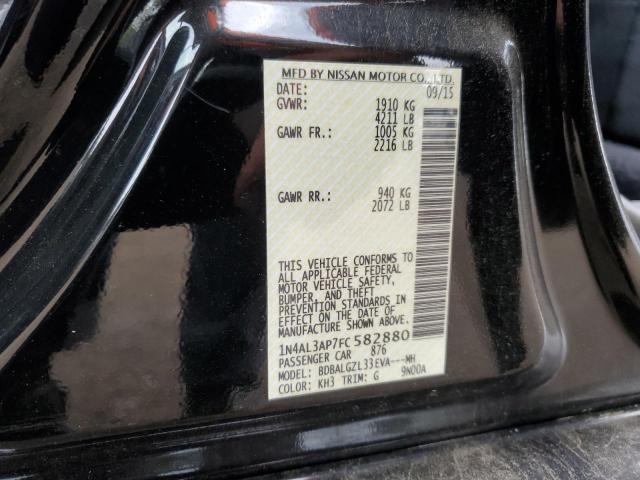 MFD BY NISSAN MOTOR CO., LTD.
DATE: 09/15
GVWR: 1910 KG
4211 LB
GAWR FR.: 1005 KG
2216 LB
GAWR RR.: 940 KG
2072 LB
THIS VEHICLE CONFORMS TO
ALL APPLICABLE FEDERAL
MOTOR VEHICLE SAFETY,
BUMPER, AND THEFT
PREVENTION STANDARDS IN
EFFECT ON THE DATE OF
MANUFACTURE SHOWN ABOVE.
1N4AL3AP7FC582880
PASSENGER CAR 876
MODEL: BDBALGZL33EVA---MH
COLOR: KH3 TRIM: G 9N00A